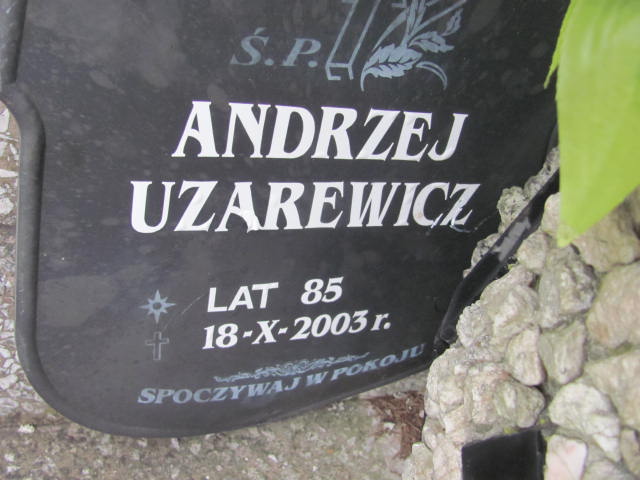 Ś.P.
ANDRZEJ
UZAREWICZ
LAT 85
18-X-2003 r.
SPOCZYWAJ W POKOJU